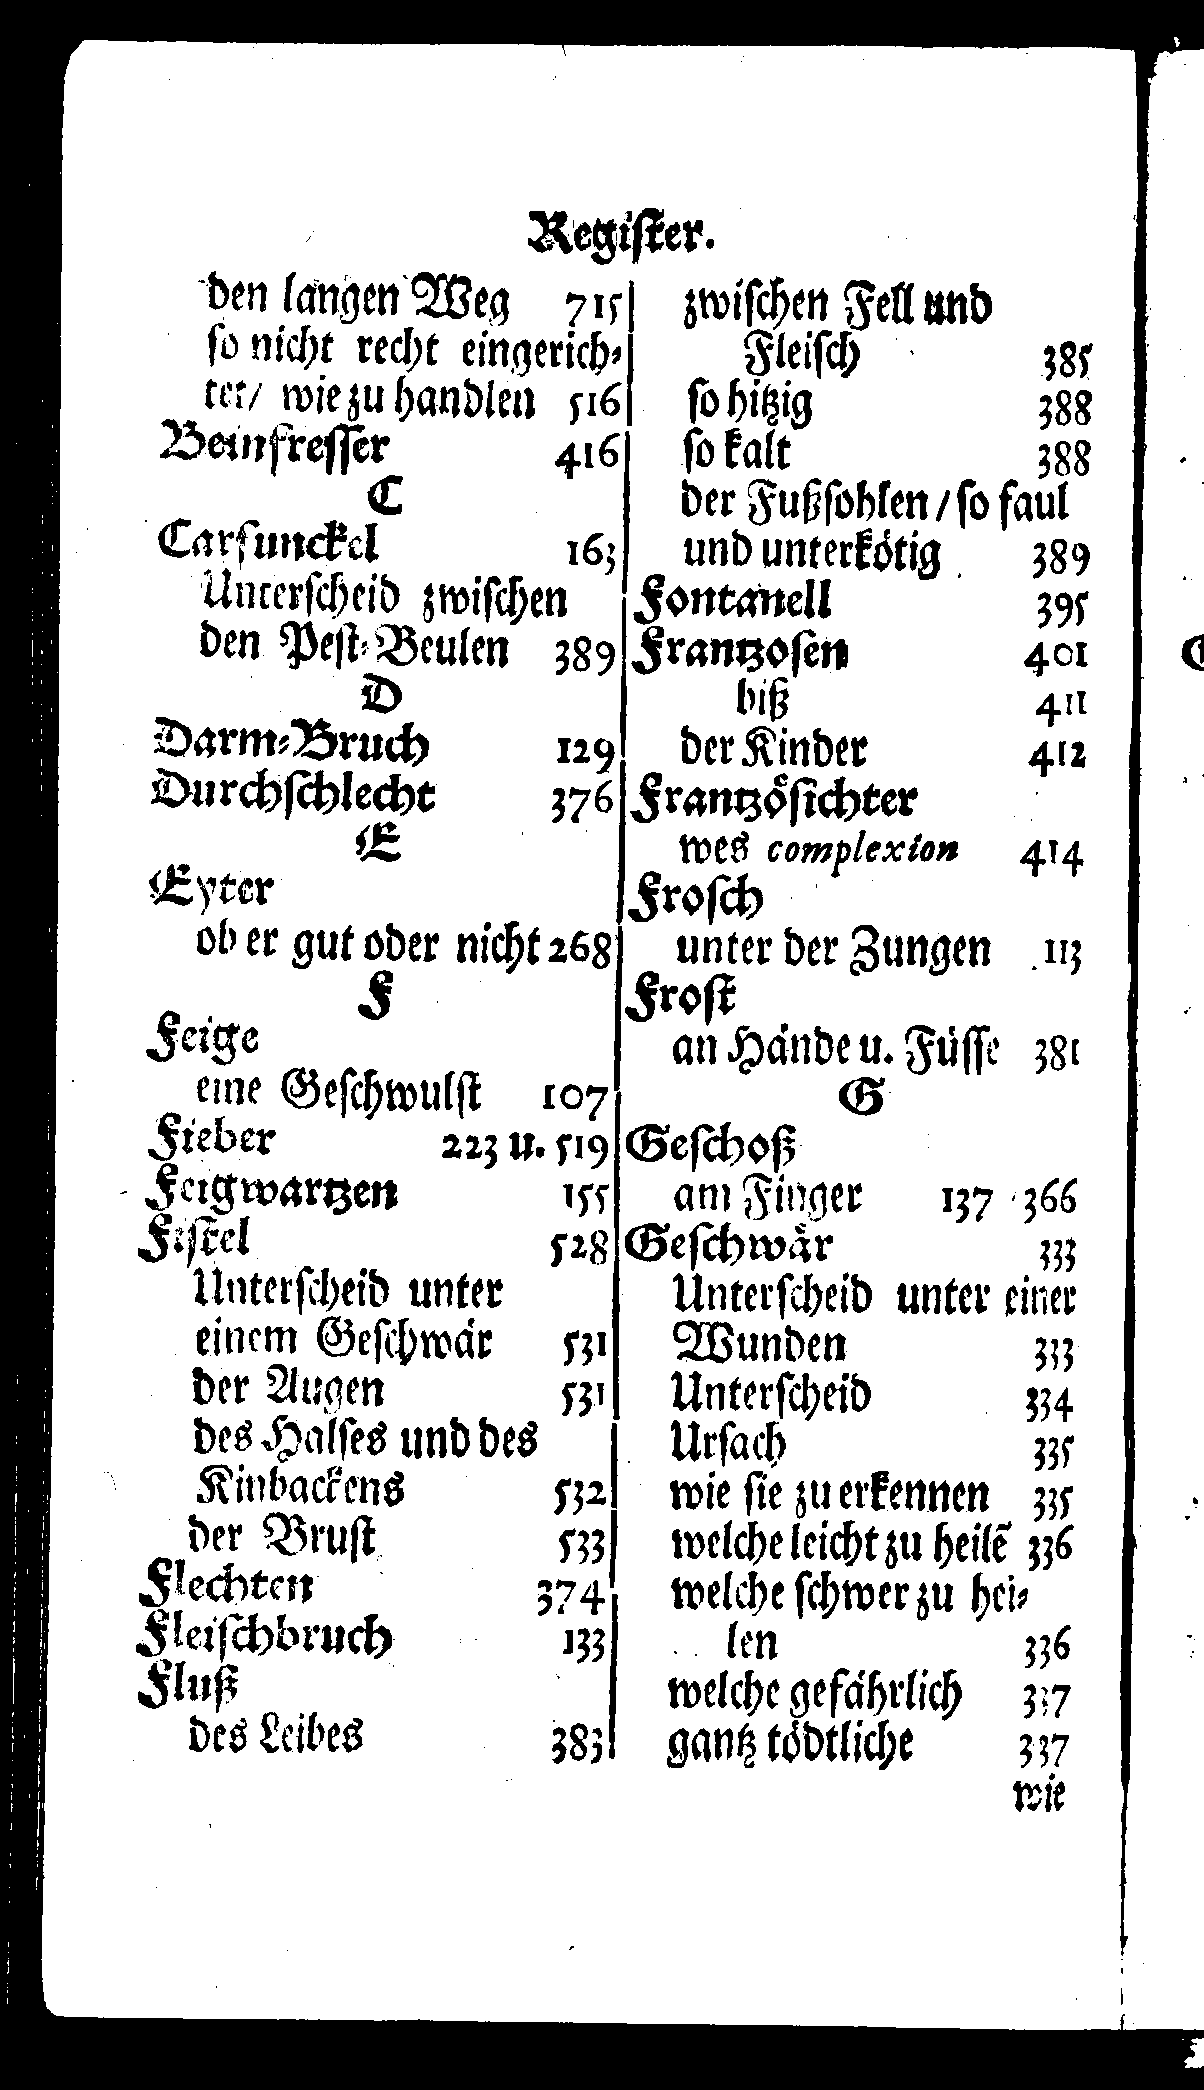 Register.
den langen Weg 715
so nicht recht eingerich-
tet/ wie zu handlen 516
Beinfresser 416
C
Carfunckel 163
Unterscheid zwischen
den Pest-Beulen 389
D
Darm-Bruch 129
Durchschlecht 376
E
Eyter
ob er gut oder nicht 268
F
Feige
eine Geschwulst 107
Fieber 223 u. 519
Feigwartzen 155
Fistel 528
Unterscheid unter
einem Geschwär 531
der Augen 531
des Halses und des
Kinbackens 532
der Brust 533
Flechten 374
Fleischbruch 133
Fluß
des Leibes 383
zwischen Fell und
Fleisch 385
so hitzig 388
so kalt 388
der Fußsohlen / so faul
und unterkötig 389
Fontanell 395
Frantzosen 401
biß 411
der Kinder 412
Frantzösichter
wes complexion 414
Frosch
unter der Zungen 113
Frost
an Hände u. Füsse 381
G
Geschoß
am Finger 137 366
Geschwär 333
Unterscheid unter einer
Wunden 333
Unterscheid 334
Ursach 335
wie sie zu erkennen 335
welche leicht zu heilẽ 336
welche schwer zu hei-
len 336
welche gefährlich 337
gantz tödtliche 337
wie